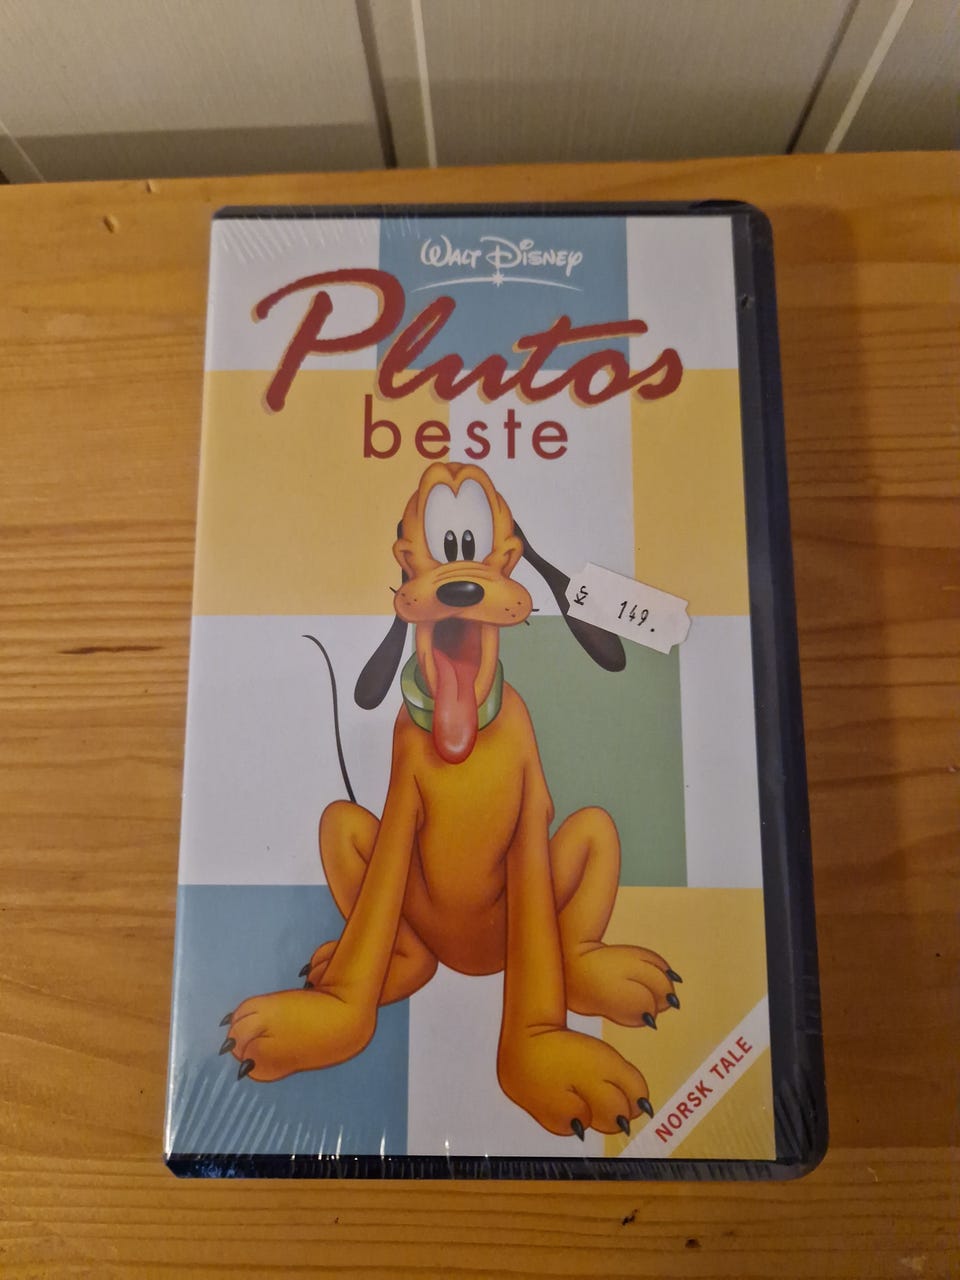 WALT DISNEY
Plutos
beste
kr 149.
NORSK TALE